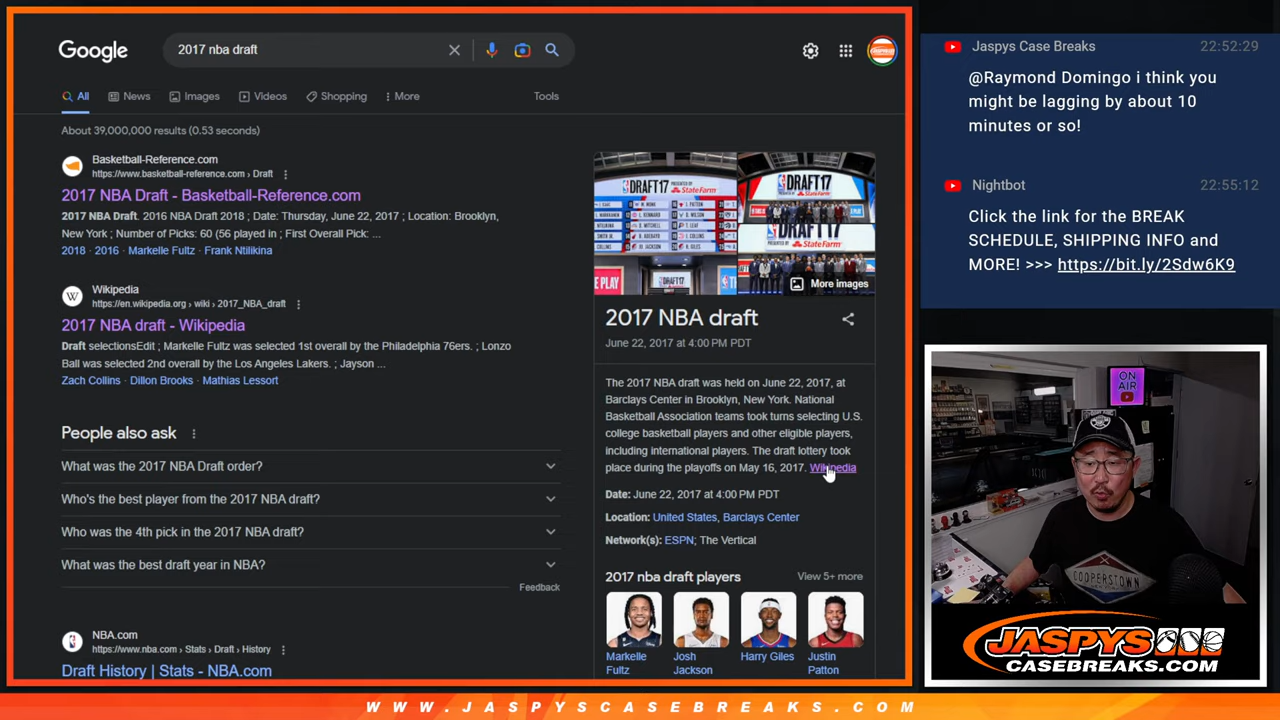 Google
2017 nba draft
All
News
Images
Videos
Shopping
More
Tools
About 39,000,000 results (0.53 seconds)
Basketball-Reference.com
https://www.basketball-reference.com › Draft
2017 NBA Draft - Basketball-Reference.com
2017 NBA Draft. 2016 NBA Draft 2018 ; Date: Thursday, June 22, 2017 ; Location: Brooklyn,
New York ; Number of Picks: 60 (56 played in ; First Overall Pick: ...
2018 · 2016 · Markelle Fultz · Frank Ntilikina
W
Wikipedia
https://en.wikipedia.org › wiki › 2017_NBA_draft
2017 NBA draft - Wikipedia
Draft selectionsEdit ; Markelle Fultz was selected 1st overall by the Philadelphia 76ers. ; Lonzo
Ball was selected 2nd overall by the Los Angeles Lakers. ; Jayson ...
Zach Collins · Dillon Brooks · Mathias Lessort
People also ask
What was the 2017 NBA Draft order?
Who's the best player from the 2017 NBA draft?
Who was the 4th pick in the 2017 NBA draft?
What was the best draft year in NBA?
Feedback
NBA.com
https://www.nba.com › Stats › Draft › History
Draft History | Stats - NBA.com
DRAFT17
StateFarm
DRAFT17
StateFarm
DRAFT17
StateFarm
More images
2017 NBA draft
June 22, 2017 at 4:00 PM PDT
The 2017 NBA draft was held on June 22, 2017, at
Barclays Center in Brooklyn, New York. National
Basketball Association teams took turns selecting U.S.
college basketball players and other eligible players,
including international players. The draft lottery took
place during the playoffs on May 16, 2017. Wikipedia
Date: June 22, 2017 at 4:00 PM PDT
Location: United States, Barclays Center
Network(s): ESPN; The Vertical
2017 nba draft players
View 5+ more
Markelle
Fultz
Josh
Jackson
Harry Giles
Justin
Patton
Jaspys Case Breaks
22:52:29
@Raymond Domingo i think you
might be lagging by about 10
minutes or so!
Nightbot
22:55:12
Click the link for the BREAK
SCHEDULE, SHIPPING INFO and
MORE! >>> https://bit.ly/2Sdw6K9
ON
AIR
COOPERSTOWN
JASPYS
CASEBREAKS.COM
WWW.JASPYSCASEBREAKS.COM